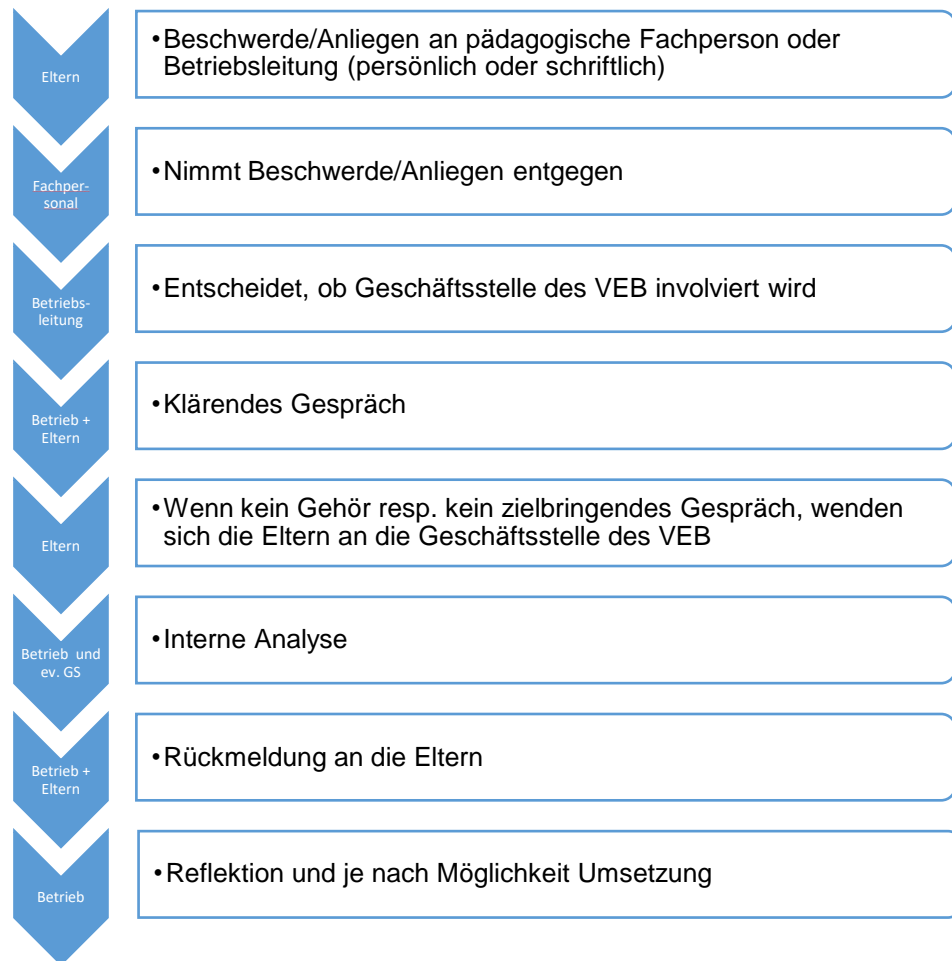 Eltern
•Beschwerde/Anliegen an pädagogische Fachperson oder
Betriebsleitung (persönlich oder schriftlich)
Fachper-
sonal
•Nimmt Beschwerde/Anliegen entgegen
Betriebs-
leitung
•Entscheidet, ob Geschäftsstelle des VEB involviert wird
Betrieb +
Eltern
•Klärendes Gespräch
Eltern
•Wenn kein Gehör resp. kein zielbringendes Gespräch, wenden
sich die Eltern an die Geschäftsstelle des VEB
Betrieb und
ev. GS
•Interne Analyse
Betrieb +
Eltern
•Rückmeldung an die Eltern
Betrieb
•Reflektion und je nach Möglichkeit Umsetzung